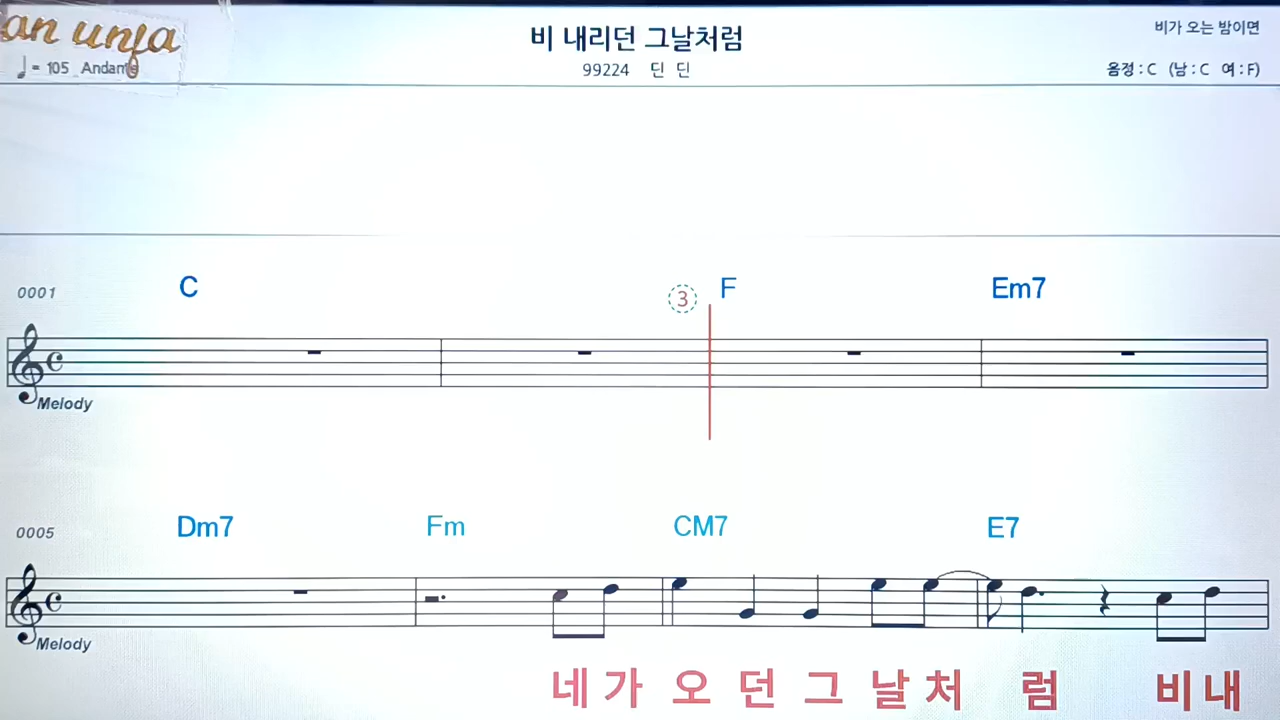 an unja
비 내리던 그날처럼
비가 오는 밤이면
♩= 105 Andante
99224 딘 딘
음정 : C (남 : C 여 : F)
0001 C ③ F Em7
Melody
0005 Dm7 Fm CM7 E7
Melody
네가 오 던 그 날 처 럼 비 내